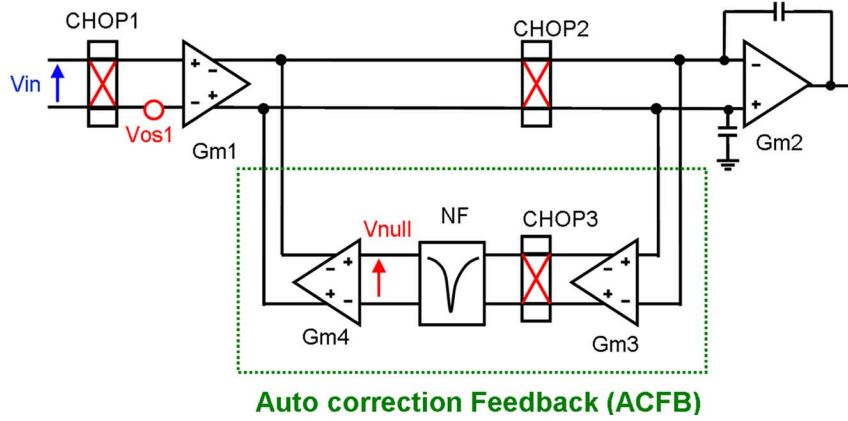 CHOP1
CHOP2
Vin
Vos1
Gm1
Gm2
NF
CHOP3
Vnull
Gm4
Gm3
Auto correction Feedback (ACFB)